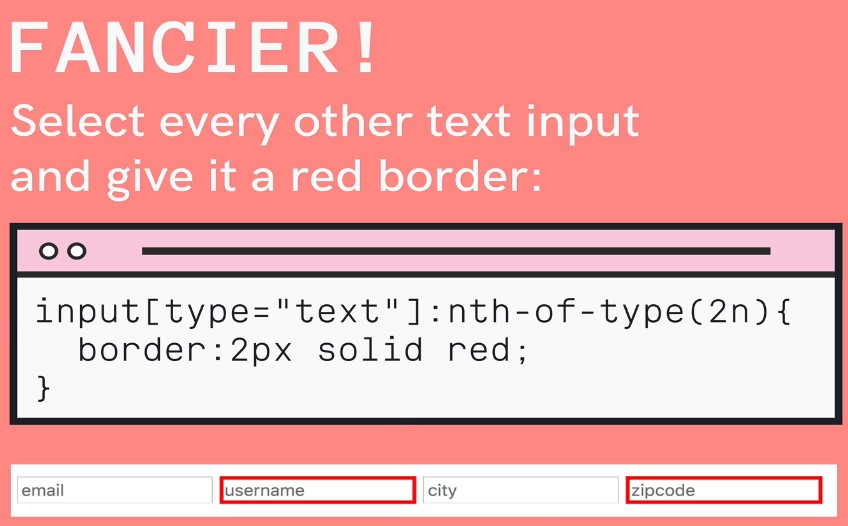 FANCIER!
Select every other text input
and give it a red border:
input[type="text"]:nth-of-type(2n){
  border:2px solid red;
}
email username city zipcode